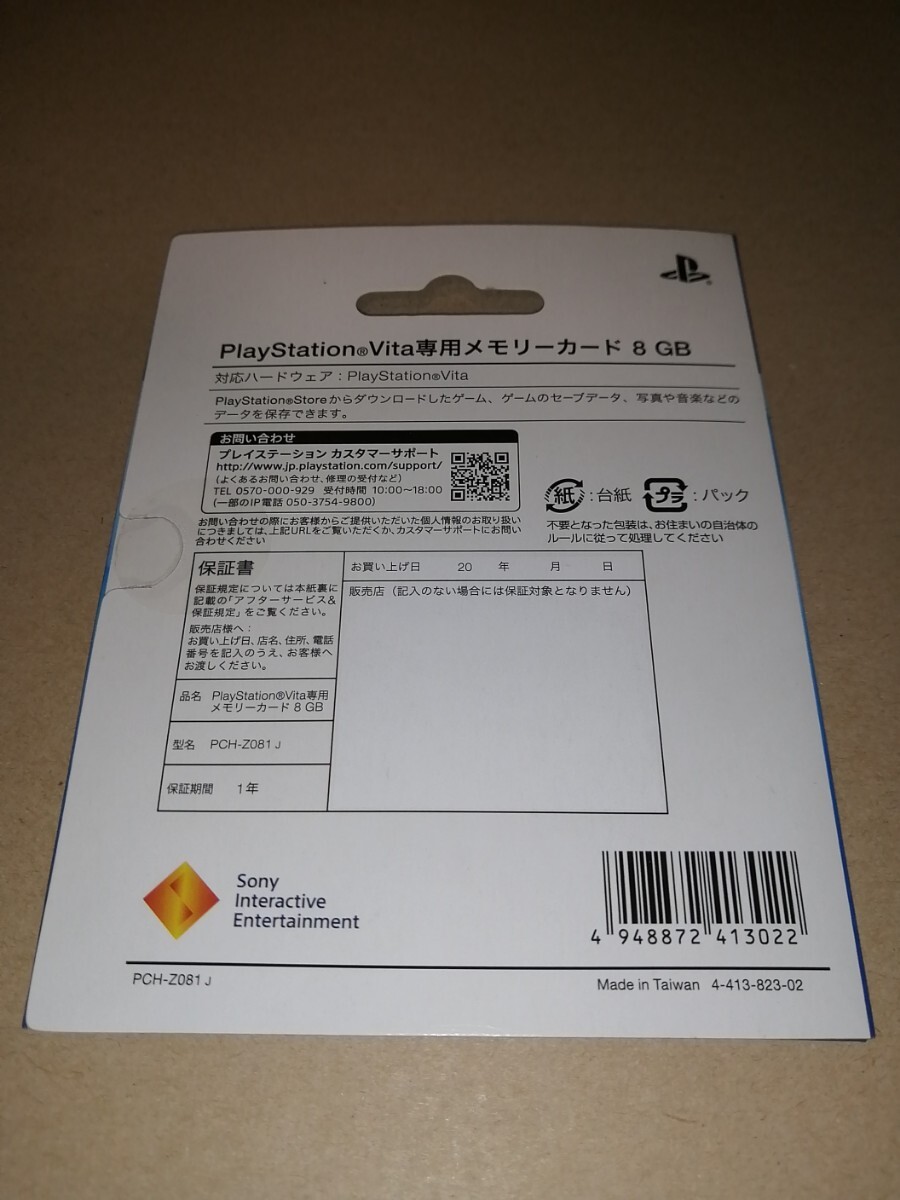 PlayStation®Vita専用メモリーカード 8 GB
対応ハードウェア：PlayStation®Vita
PlayStation®Storeからダウンロードしたゲーム、ゲームのセーブデータ、写真や音楽などの
データを保存できます。
お問い合わせ
プレイステーション カスタマーサポート
http://www.jp.playstation.com/support/
(よくあるお問い合わせ、修理の受付など)
TEL 0570-000-929 受付時間 10:00〜18:00
(一部のIP電話 050-3754-9800)
お問い合わせの際にお客様からご提供いただいた個人情報のお取り扱い
につきましては、上記URLをご覧いただくか、カスタマーサポートにお問い
合わせください
紙：台紙 プラ：パック
不要となった包装は、お住まいの自治体の
ルールに従って処理してください
保証書
保証規定については本紙裏に
記載の「アフターサービス&
保証規定」をご覧ください。
販売店様へ：
お買い上げ日、店名、住所、電話
番号を記入のうえ、お客様へ
お渡しください。
お買い上げ日 20 年 月 日
販売店（記入のない場合には保証対象となりません）
品名 PlayStation®Vita専用
メモリーカード 8 GB
型名 PCH-Z081 J
保証期間 1年
Sony
Interactive
Entertainment
4 948872 413022
PCH-Z081 J
Made in Taiwan 4-413-823-02